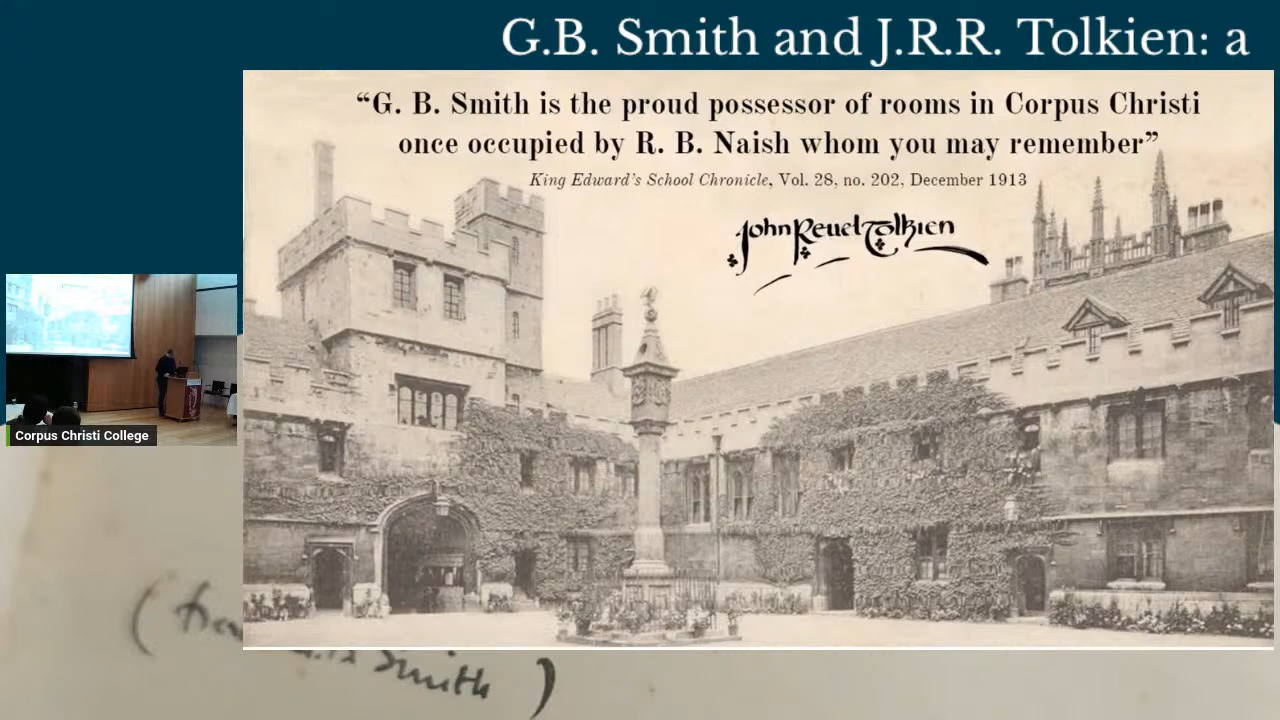 G.B. Smith and J.R.R. Tolkien: a
“G. B. Smith is the proud possessor of rooms in Corpus Christi
once occupied by R. B. Naish whom you may remember”
King Edward’s School Chronicle, Vol. 28, no. 202, December 1913
John Reuel Tolkien
Corpus Christi College
(
Smith )